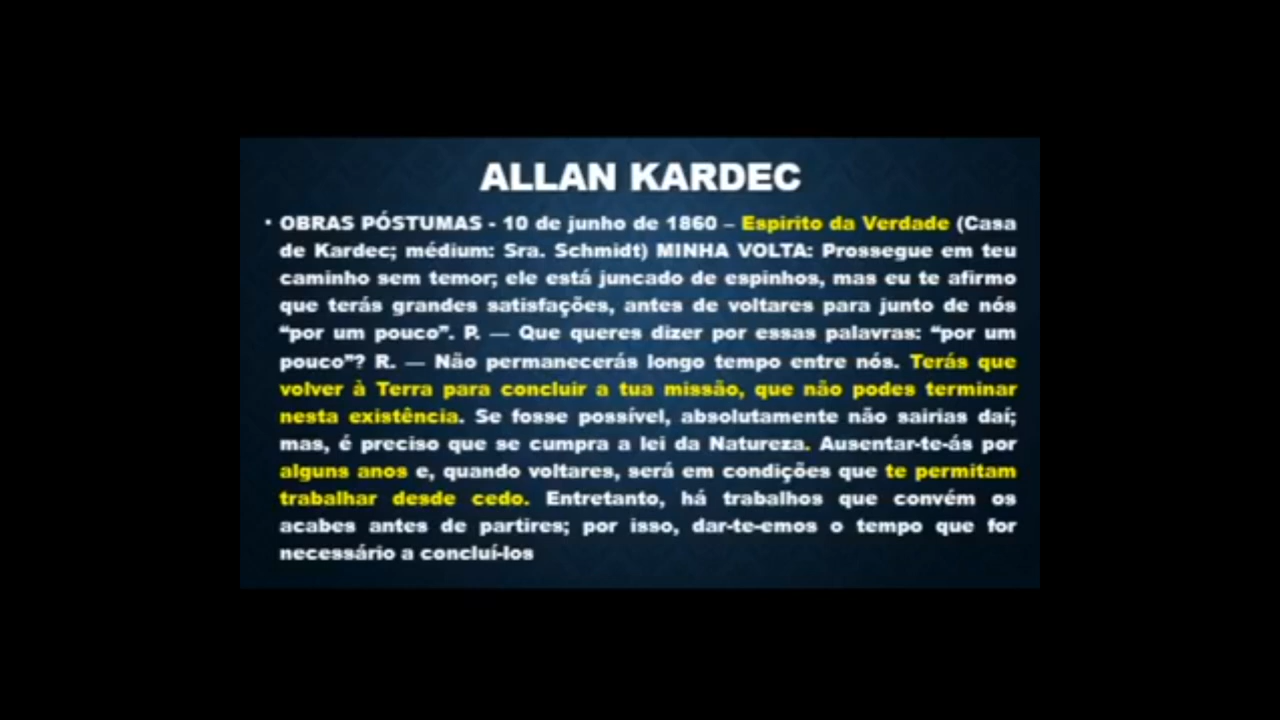 ALLAN KARDEC
• OBRAS PÓSTUMAS - 10 de junho de 1860 – Espirito da Verdade (Casa
de Kardec; médium: Sra. Schmidt) MINHA VOLTA: Prossegue em teu
caminho sem temor; ele está juncado de espinhos, mas eu te afirmo
que terás grandes satisfações, antes de voltares para junto de nós
“por um pouco”. P. — Que queres dizer por essas palavras: “por um
pouco”? R. — Não permanecerás longo tempo entre nós. Terás que
volver à Terra para concluir a tua missão, que não podes terminar
nesta existência. Se fosse possível, absolutamente não sairias daí;
mas, é preciso que se cumpra a lei da Natureza. Ausentar-te-ás por
alguns anos e, quando voltares, será em condições que te permitam
trabalhar desde cedo. Entretanto, há trabalhos que convém os
acabes antes de partires; por isso, dar-te-emos o tempo que for
necessário a concluí-los